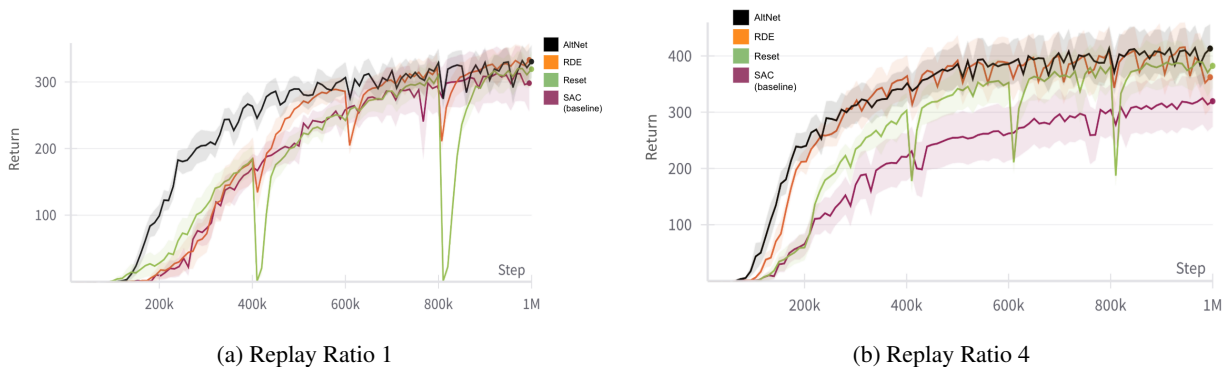 AltNet
RDE
Reset
SAC
(baseline)
Return
300
200
100
Step
200k
400k
600k
800k
1M
(a) Replay Ratio 1
AltNet
RDE
Reset
SAC
(baseline)
Return
400
300
200
100
Step
200k
400k
600k
800k
1M
(b) Replay Ratio 4